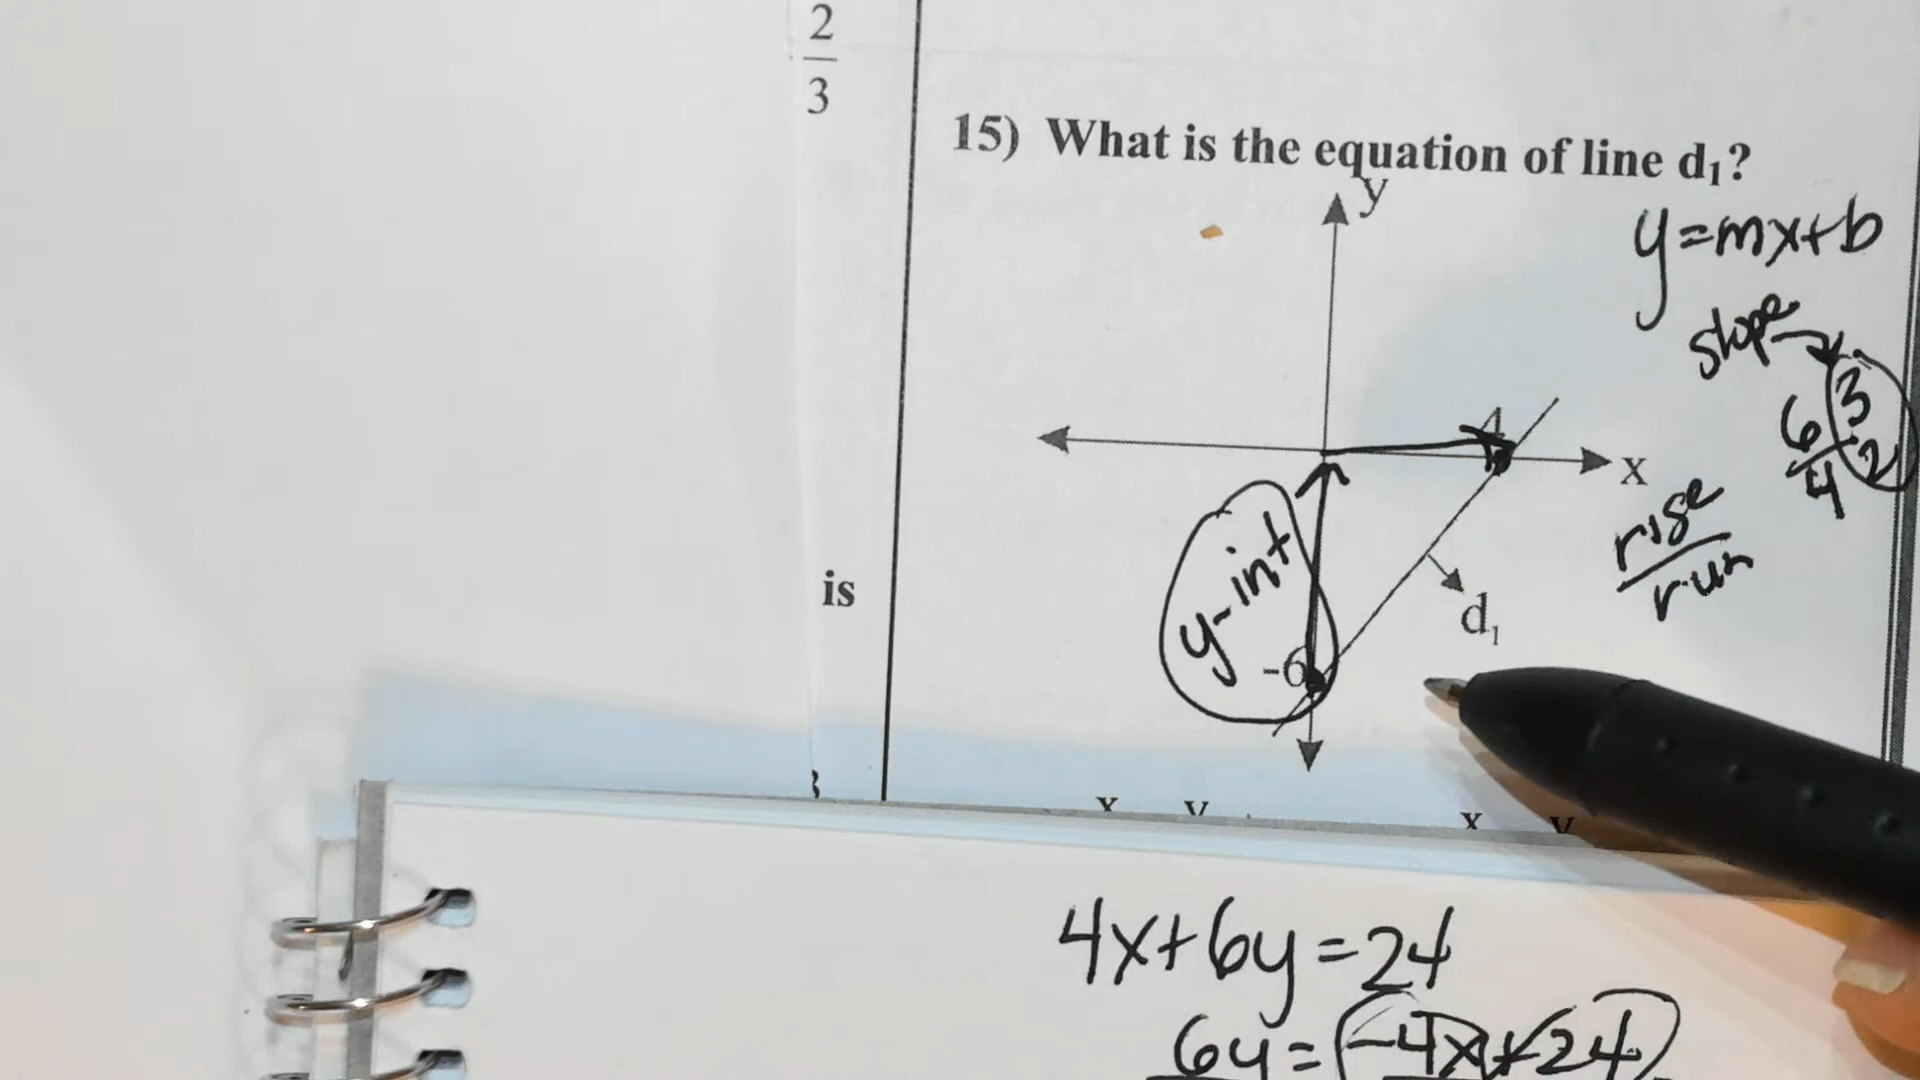 2
3
15) What is the equation of line d₁?
y
y=mx+b
slope
6 3
4 2
4
x
rise
run
y-int
-6
d₁
is
x y
x y
4x+6y=24
6y=-4x+24